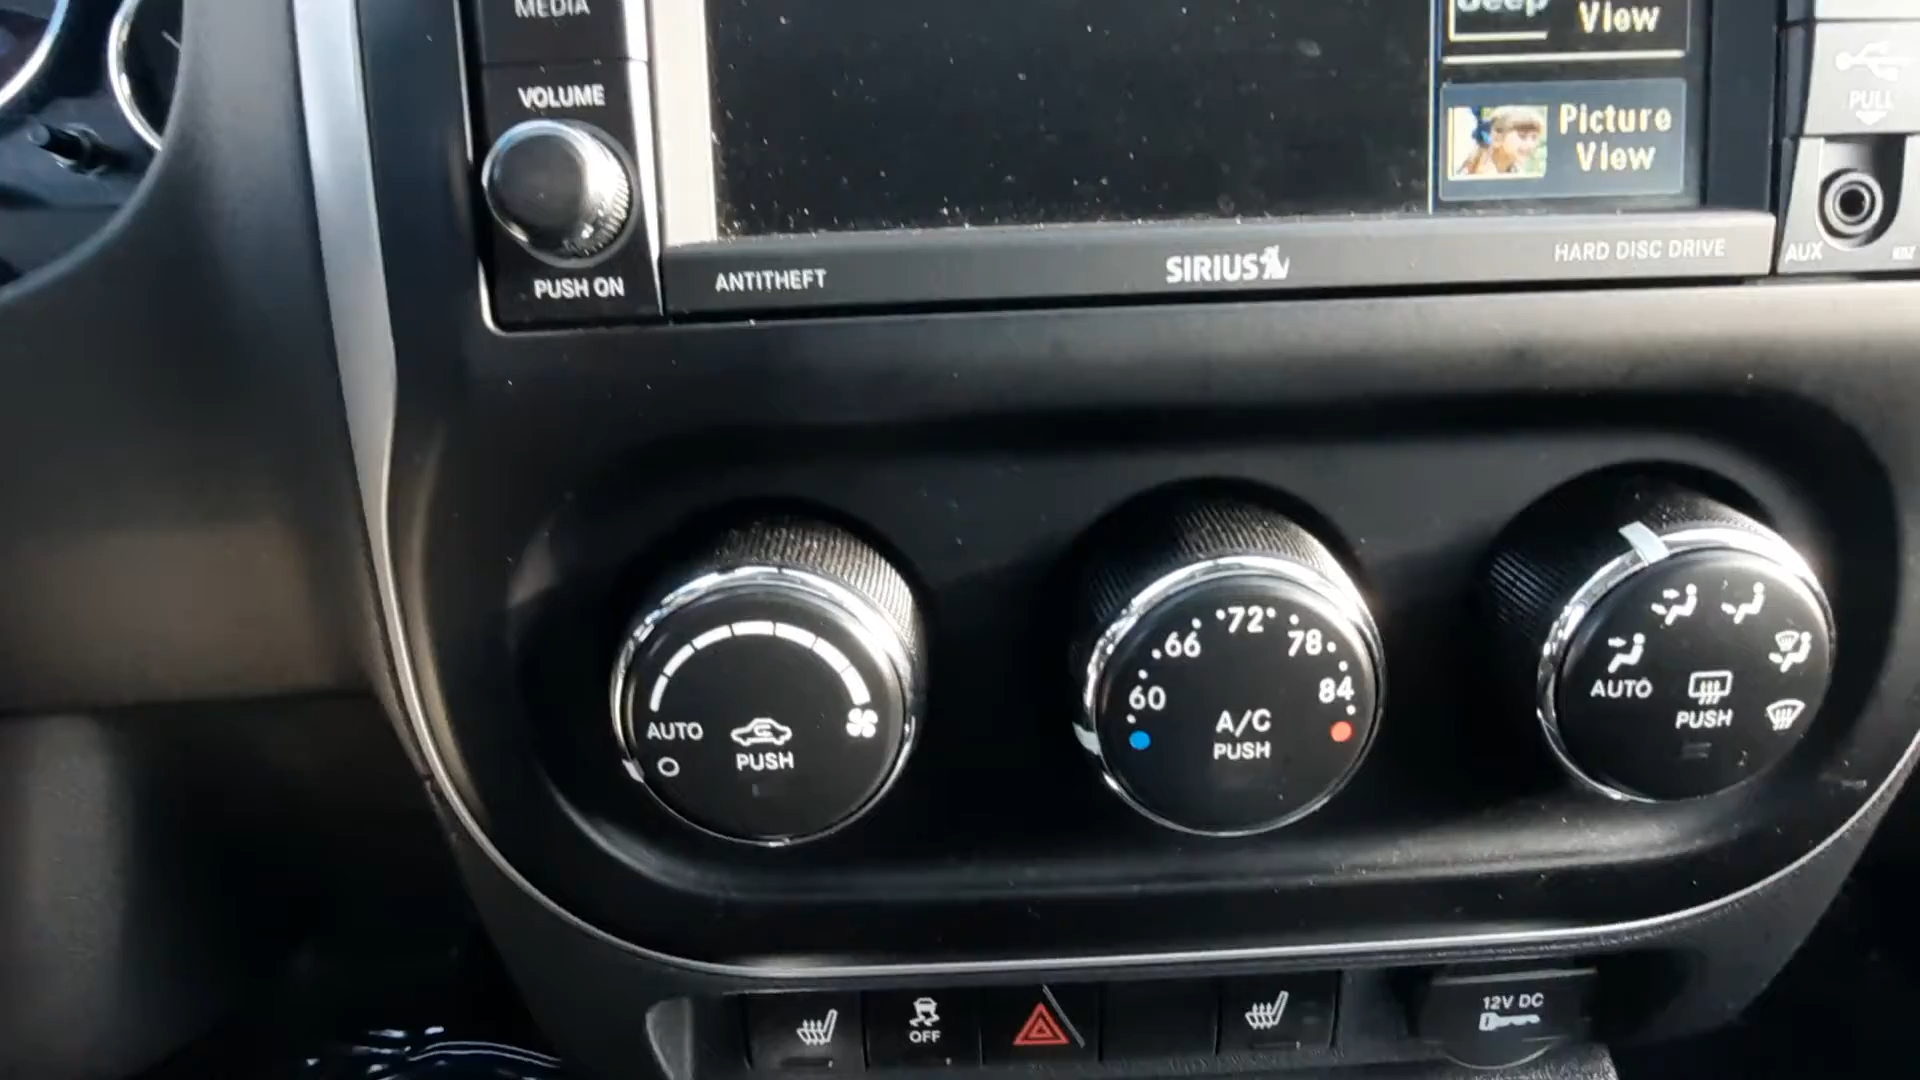 MEDIA
VOLUME
PUSH ON
Jeep
View
Picture
View
PULL
AUX
ANTITHEFT
SIRIUS
HARD DISC DRIVE
AUTO
PUSH
60
66
72
78
84
A/C
PUSH
AUTO
PUSH
OFF
12V DC